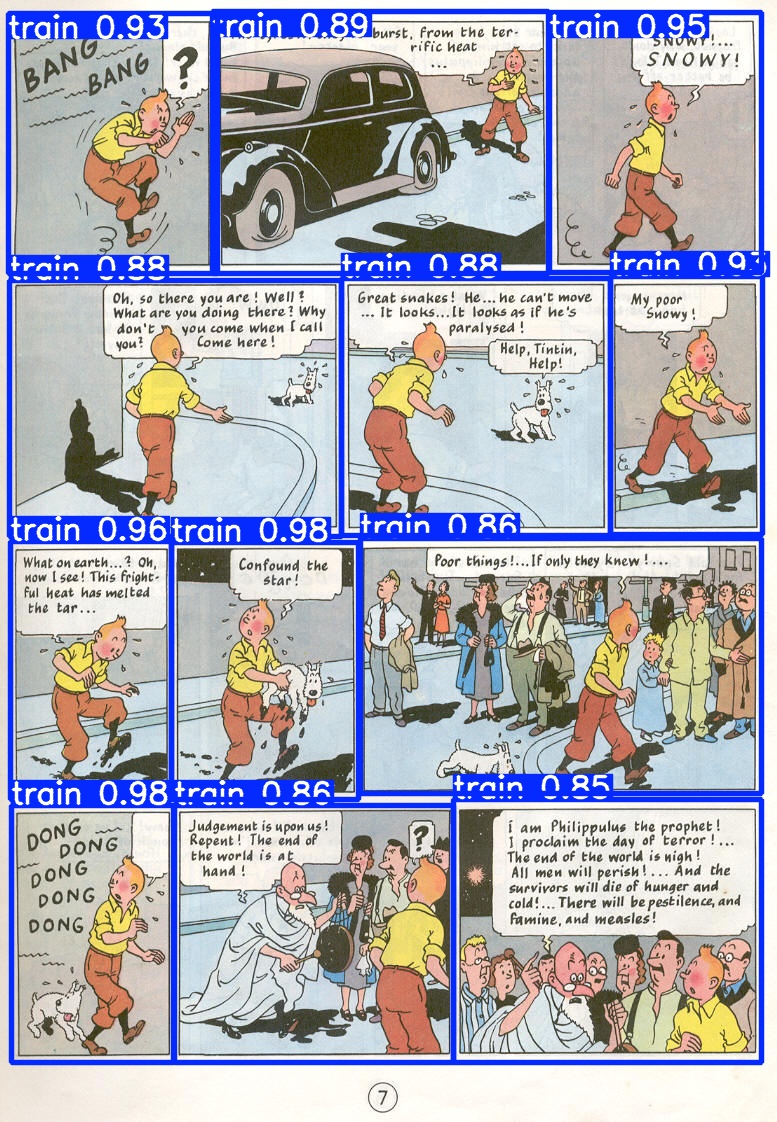 train 0.93
BANG
BANG
?
train 0.89
burst, from the ter-
rific heat
...
train 0.95
SNOWY!...
SNOWY!
train 0.88
Oh, so there you are! Well?
What are you doing there? Why
don't you come when I call
you? Come here!
train 0.88
Great snakes! He...he can't move
... It looks...It looks as if he's
paralysed!
Help, Tintin,
Help!
train 0.93
My poor
Snowy!
train 0.96
What on earth...? Oh,
now I see! This fright-
ful heat has melted
the tar...
train 0.98
Confound the
star!
train 0.86
Poor things!...If only they knew!....
train 0.98
DONG
DONG
DONG
DONG
DONG
train 0.86
Judgement is upon us!
Repent! The end of
the world is at
hand!
?
train 0.85
I am Philippulus the prophet!
I proclaim the day of terror!...
The end of the world is nigh!
All men will perish!... And the
survivors will die of hunger and
cold!...There will be pestilence, and
famine, and measles!
7